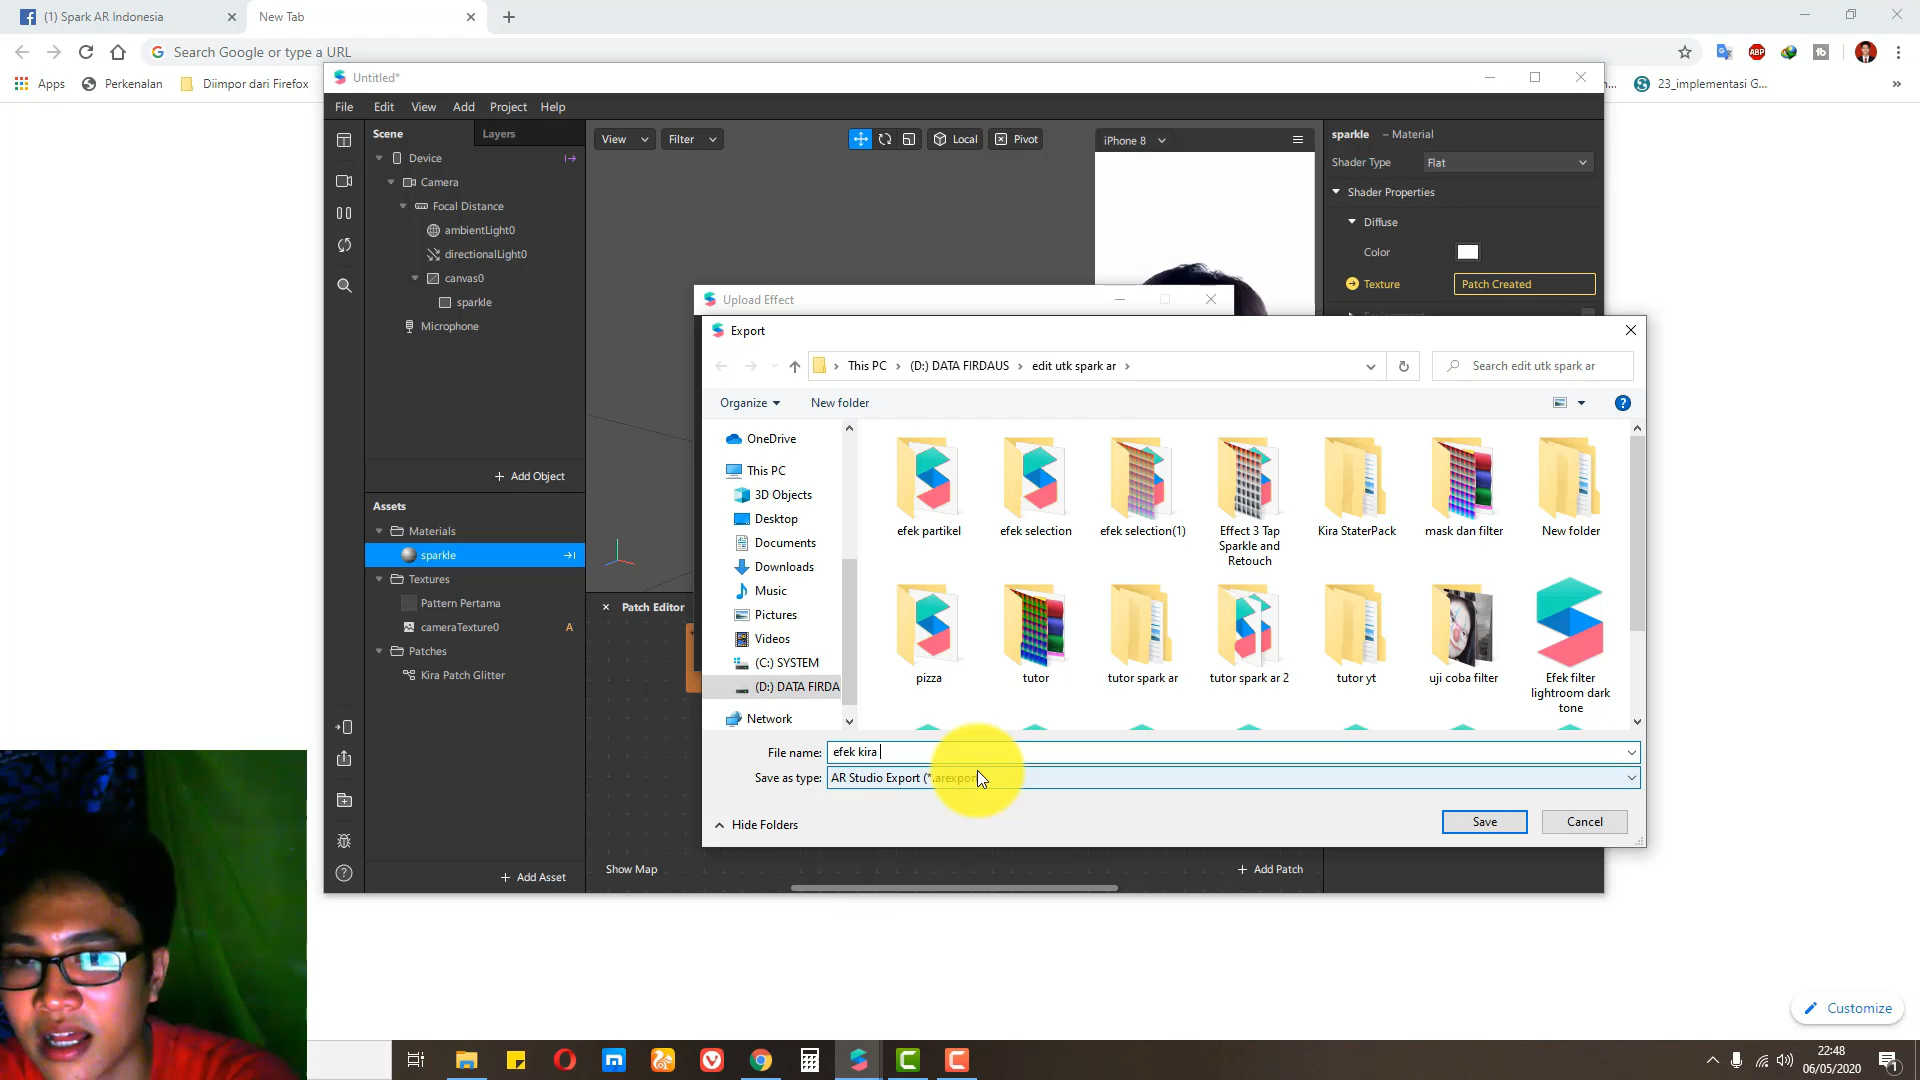 (1) Spark AR Indonesia
New Tab
Search Google or type a URL
Apps
Perkenalan
Diimpor dari Firefox
23_implementasi G...
Untitled*
File Edit View Add Project Help
Scene
Layers
View
Filter
Local
Pivot
iPhone 8
Device
Camera
Focal Distance
ambientLight0
directionalLight0
canvas0
sparkle
Microphone
+ Add Object
Assets
Materials
sparkle
Textures
Pattern Pertama
cameraTexture0
A
Patches
Kira Patch Glitter
+ Add Asset
sparkle – Material
Shader Type
Flat
Shader Properties
Diffuse
Color
Texture
Patch Created
Patch Editor
Show Map
+ Add Patch
Upload Effect
Export
This PC
(D:) DATA FIRDAUS
edit utk spark ar
Search edit utk spark ar
Organize
New folder
OneDrive
This PC
3D Objects
Desktop
Documents
Downloads
Music
Pictures
Videos
(C:) SYSTEM
(D:) DATA FIRDA
Network
efek partikel
efek selection
efek selection(1)
Effect 3 Tap
Sparkle and
Retouch
Kira StaterPack
mask dan filter
New folder
pizza
tutor
tutor spark ar
tutor spark ar 2
tutor yt
uji coba filter
Efek filter
lightroom dark
tone
File name:
efek kira
Save as type:
AR Studio Export (*.arexport)
Hide Folders
Save
Cancel
Customize
22:48
06/05/2020
1